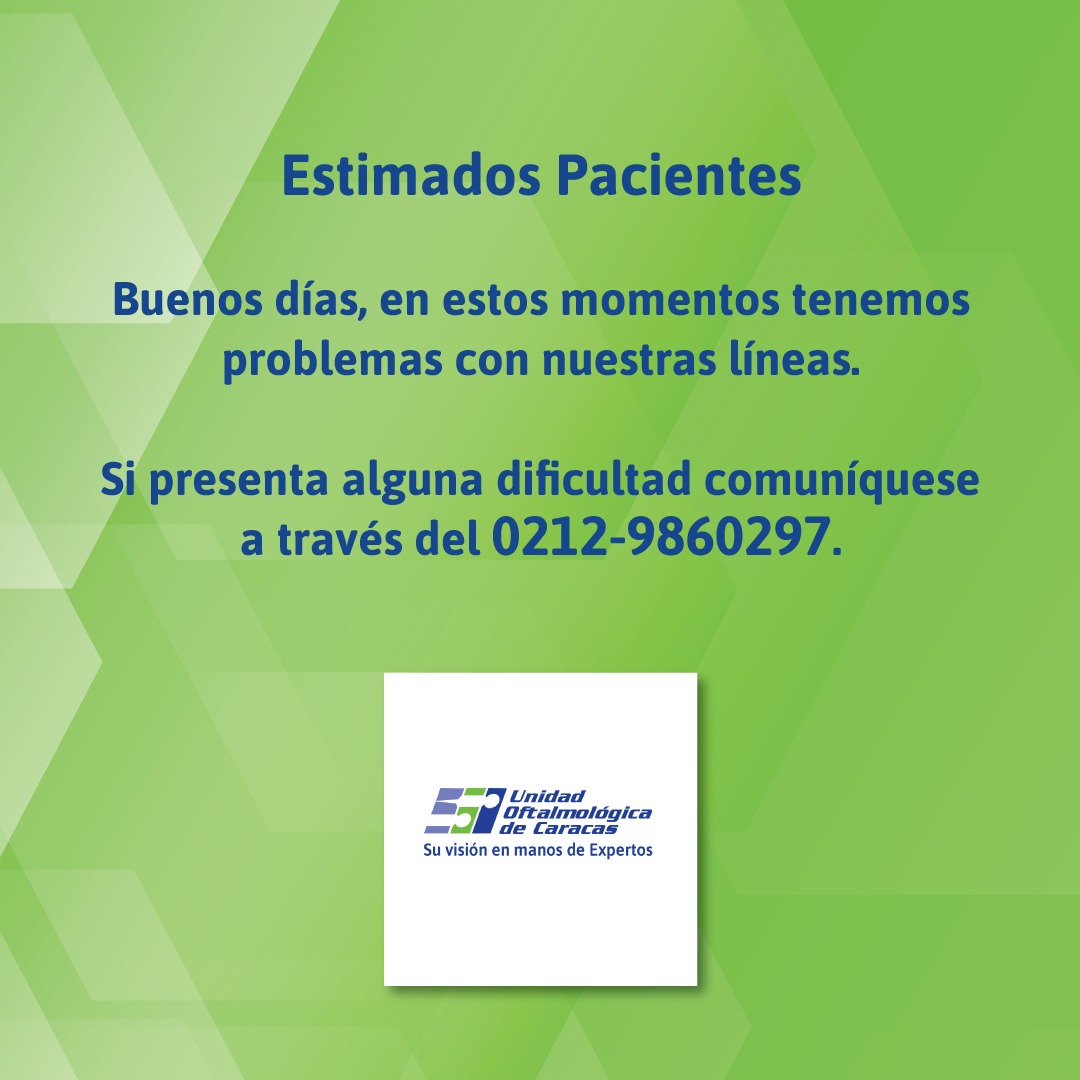 Estimados Pacientes
Buenos días, en estos momentos tenemos
problemas con nuestras líneas.
Si presenta alguna dificultad comuníquese
a través del 0212-9860297.
Unidad
Oftalmológica
de Caracas
Su visión en manos de Expertos